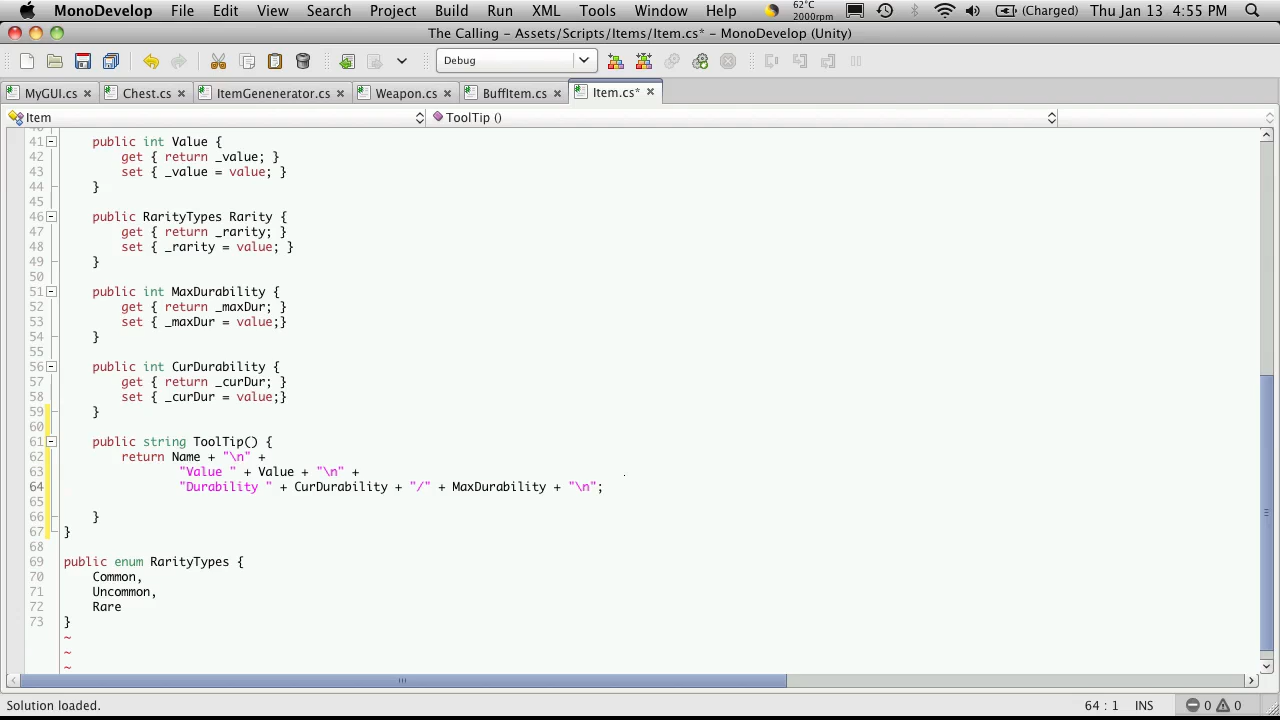 MonoDevelop File Edit View Search Project Build Run XML Tools Window Help 62°C 2000rpm (Charged) Thu Jan 13 4:55 PM
The Calling - Assets/Scripts/Items/Item.cs* - MonoDevelop (Unity)
Debug
MyGUI.cs Chest.cs ItemGenenerator.cs Weapon.cs BuffItem.cs Item.cs*
Item ToolTip ()
40
41 public int Value {
42 get { return _value; }
43 set { _value = value; }
44 }
45
46 public RarityTypes Rarity {
47 get { return _rarity; }
48 set { _rarity = value; }
49 }
50
51 public int MaxDurability {
52 get { return _maxDur; }
53 set { _maxDur = value;}
54 }
55
56 public int CurDurability {
57 get { return _curDur; }
58 set { _curDur = value;}
59 }
60
61 public string ToolTip() {
62 return Name + "\n" +
63 "Value " + Value + "\n" +
64 "Durability " + CurDurability + "/" + MaxDurability + "\n";
65
66 }
67 }
68
69 public enum RarityTypes {
70 Common,
71 Uncommon,
72 Rare
73 }
~
~
~
Solution loaded. 64 : 1 INS 0 0